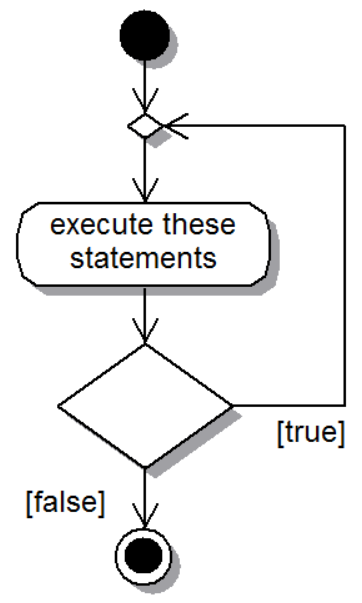 execute these
statements
[true]
[false]